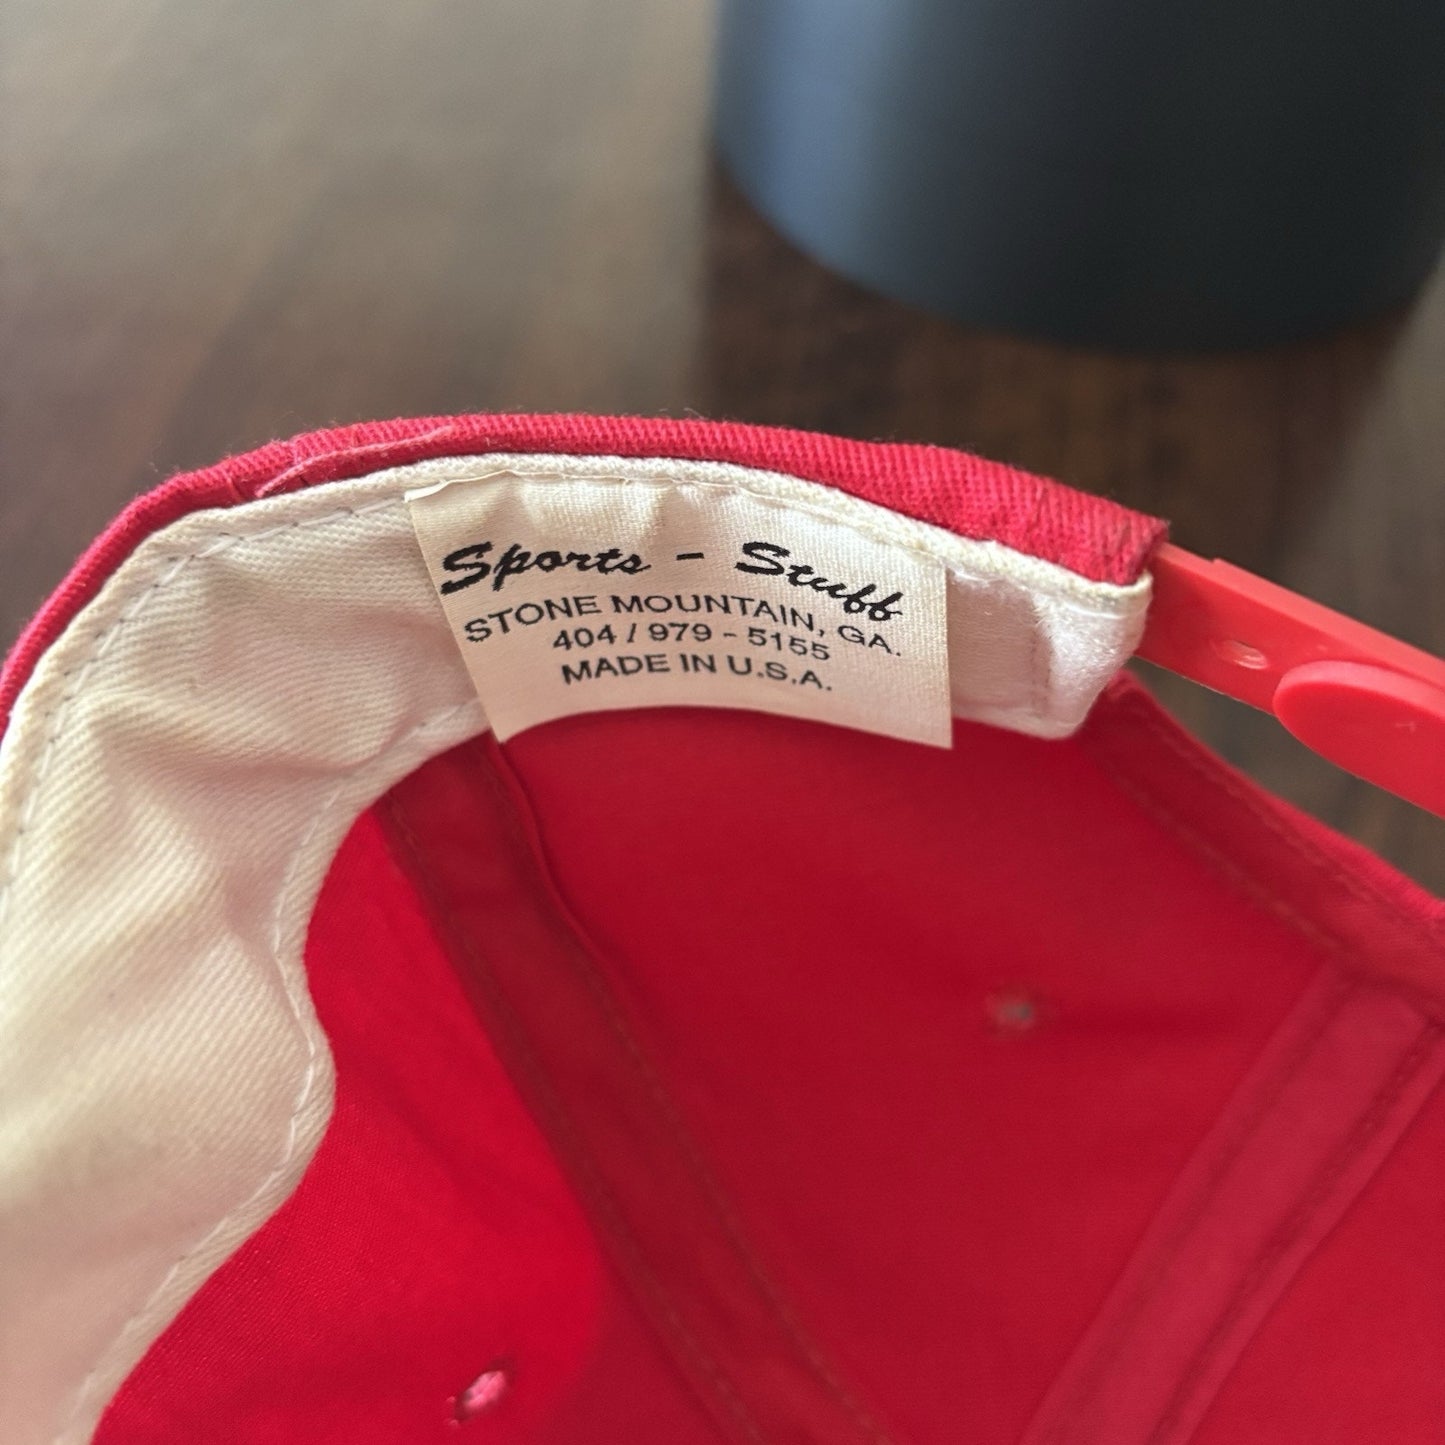 Sports - Stuff
STONE MOUNTAIN, GA.
404 / 979 - 5155
MADE IN U.S.A.